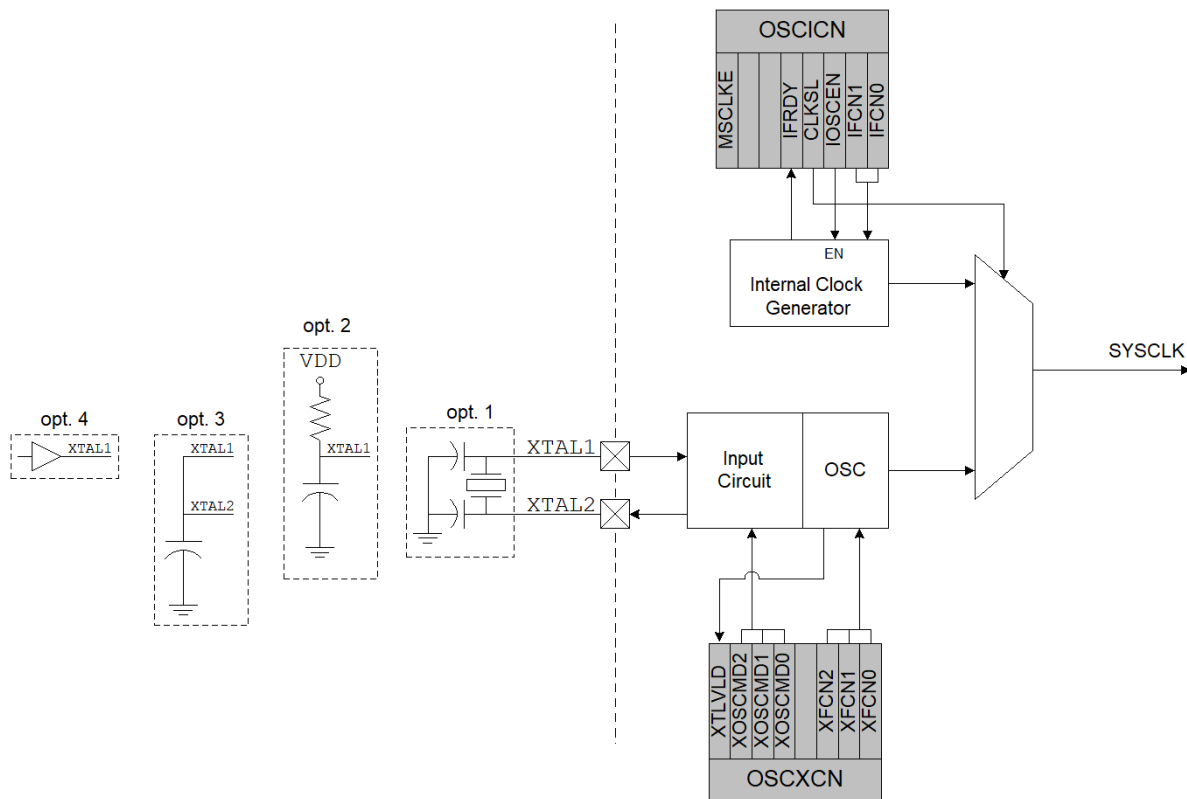 OSCICN
MSCLKE
IFRDY
CLKSL
IOSCEN
IFCN1
IFCN0
EN
Internal Clock
Generator
SYSCLK
opt. 4
XTAL1
opt. 3
XTAL1
XTAL2
opt. 2
VDD
XTAL1
opt. 1
XTAL1
XTAL2
Input
Circuit
OSC
XTLVLD
XOSCMD2
XOSCMD1
XOSCMD0
XFCN2
XFCN1
XFCN0
OSCXCN